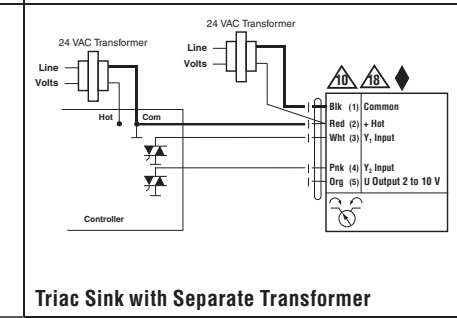 24 VAC Transformer
Line
Volts
24 VAC Transformer
Line
Volts
Hot
Com
10
18
Blk (1) Common
Red (2) + Hot
Wht (3) Y₁ Input
Pnk (4) Y₂ Input
Org (5) U Output 2 to 10 V
Controller
Triac Sink with Separate Transformer